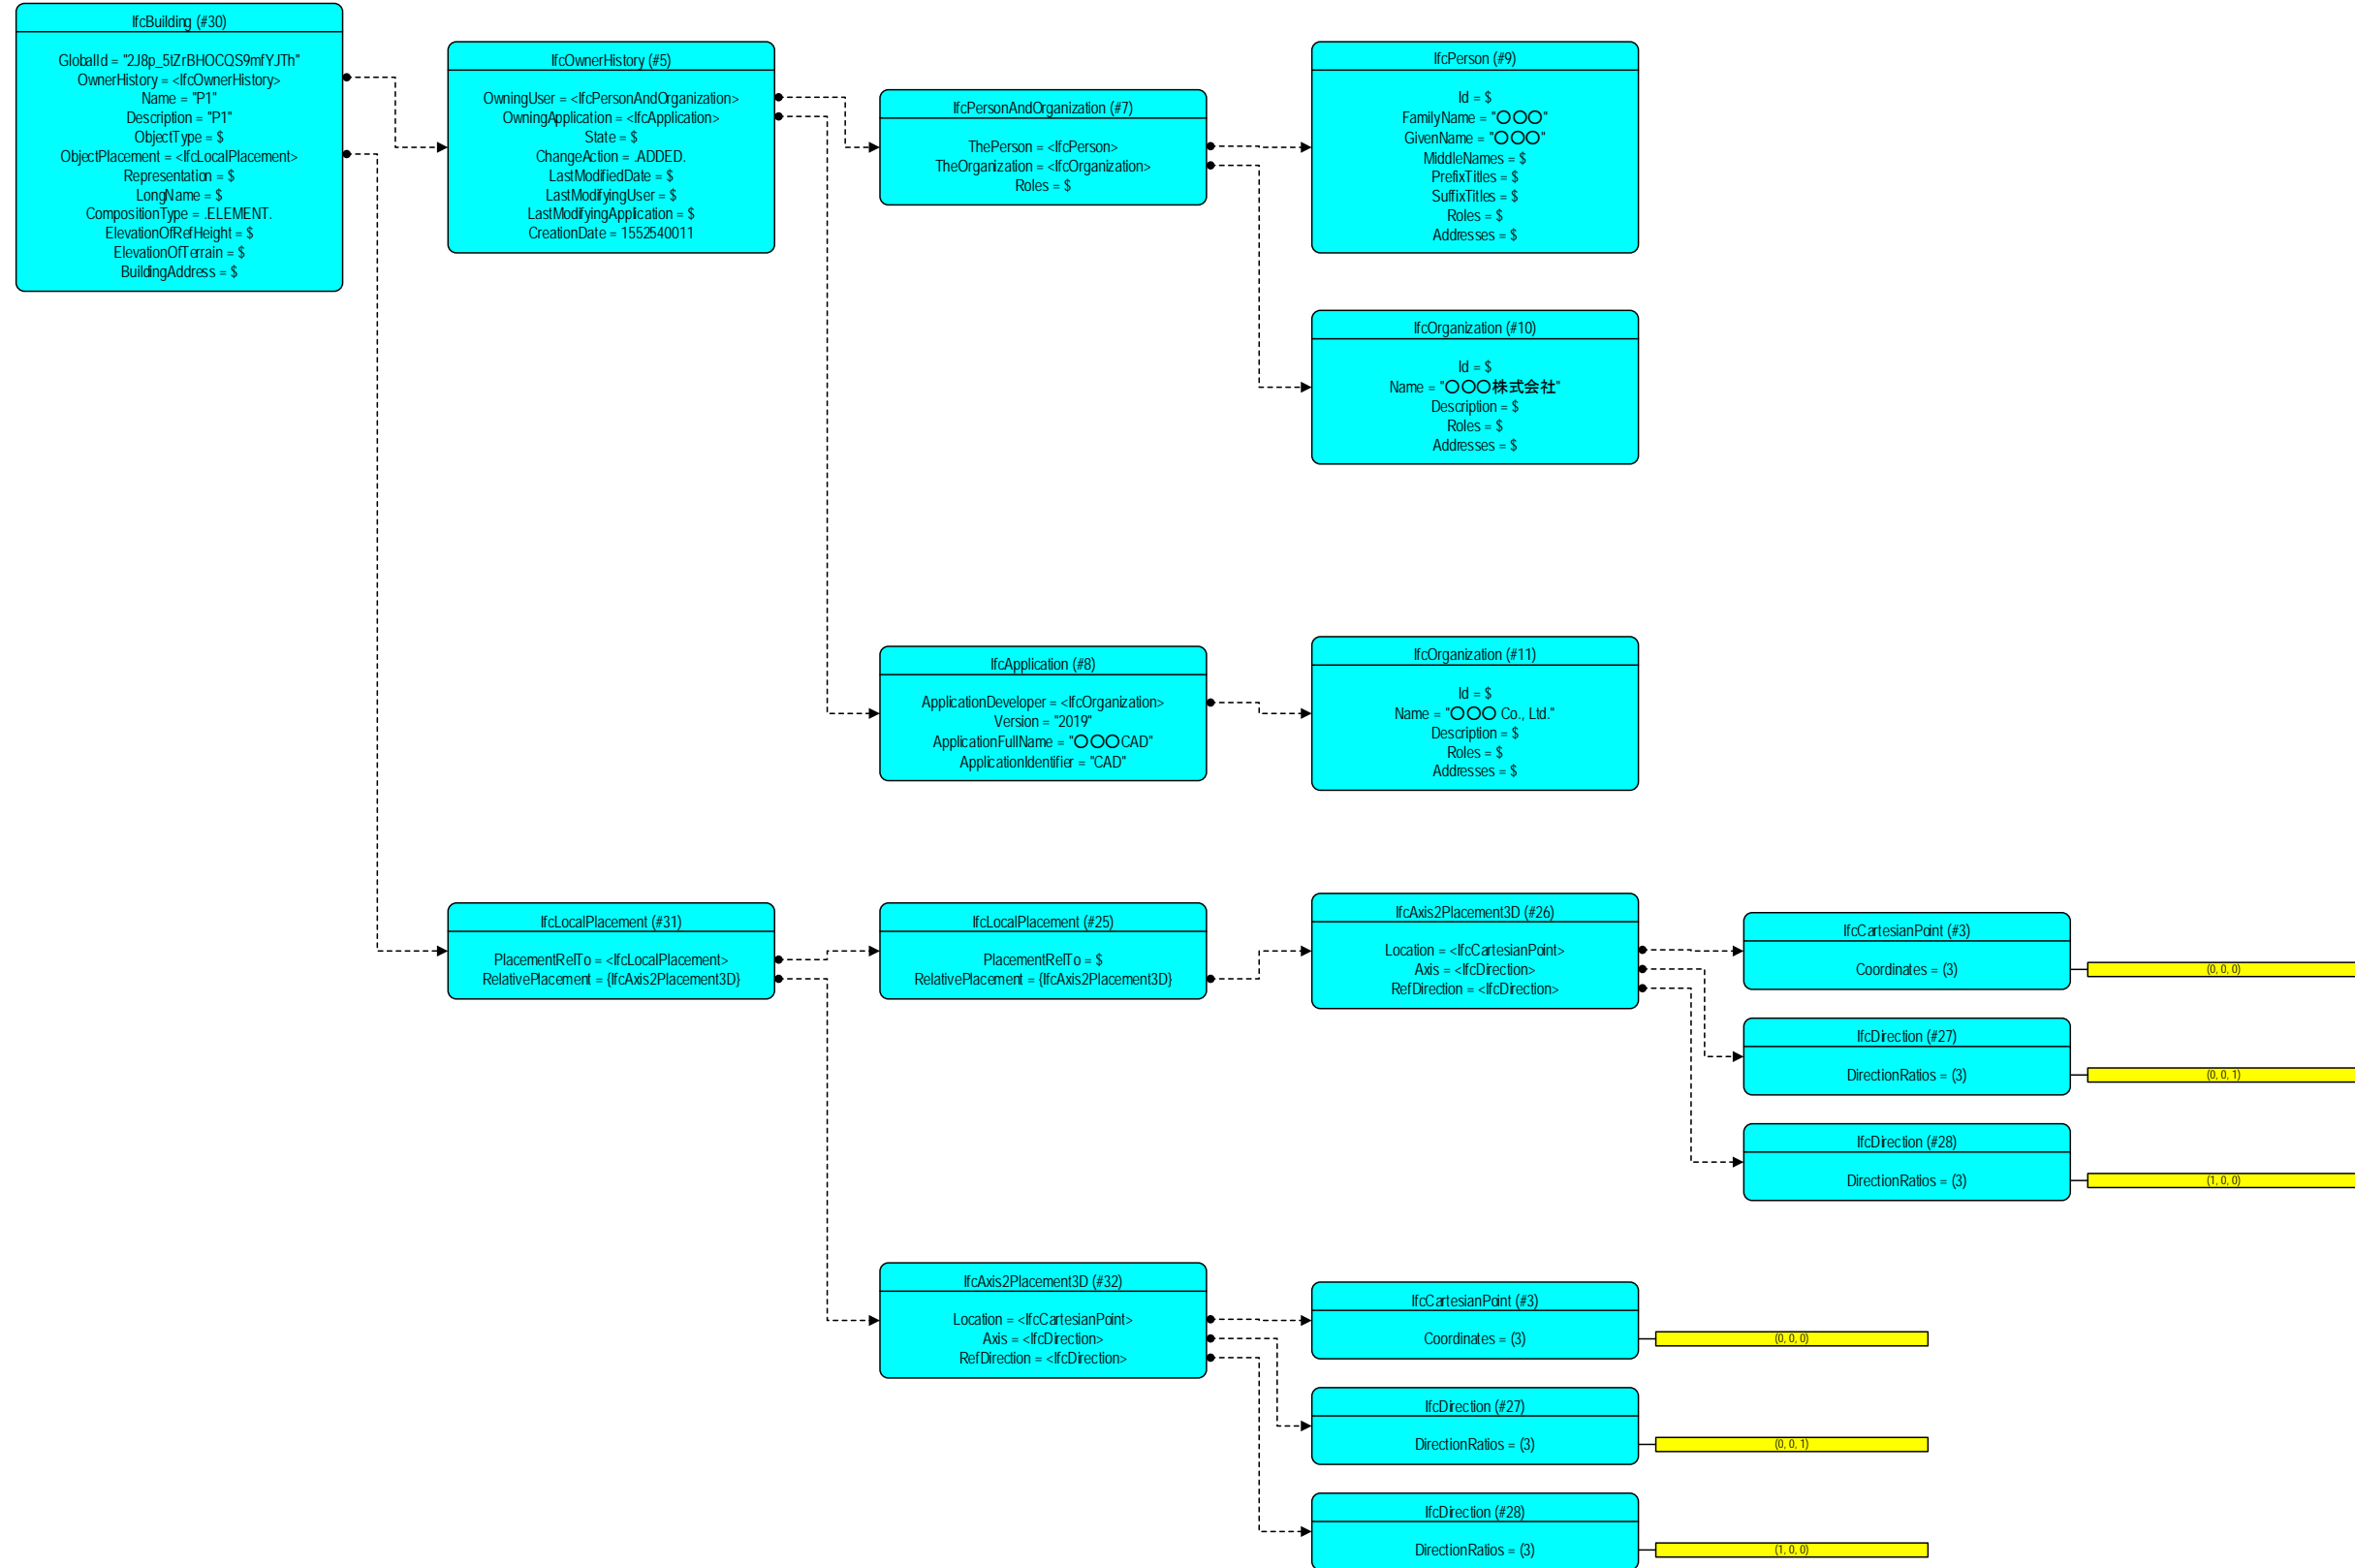 IfcBuilding (#30)
GlobalId = "2J8p_5tZrBHOCQS9mfYJTh"
OwnerHistory = <IfcOwnerHistory>
Name = "P1"
Description = "P1"
ObjectType = $
ObjectPlacement = <IfcLocalPlacement>
Representation = $
LongName = $
CompositionType = .ELEMENT.
ElevationOfRefHeight = $
ElevationOfTerrain = $
BuildingAddress = $
IfcOwnerHistory (#5)
OwningUser = <IfcPersonAndOrganization>
OwningApplication = <IfcApplication>
State = $
ChangeAction = .ADDED.
LastModifiedDate = $
LastModifyingUser = $
LastModifyingApplication = $
CreationDate = 1552540011
IfcPersonAndOrganization (#7)
ThePerson = <IfcPerson>
TheOrganization = <IfcOrganization>
Roles = $
IfcPerson (#9)
Id = $
FamilyName = "〇〇〇"
GivenName = "〇〇〇"
MiddleNames = $
PrefixTitles = $
SuffixTitles = $
Roles = $
Addresses = $
IfcOrganization (#10)
Id = $
Name = "〇〇〇株式会社"
Description = $
Roles = $
Addresses = $
IfcApplication (#8)
ApplicationDeveloper = <IfcOrganization>
Version = "2019"
ApplicationFullName = "〇〇〇CAD"
ApplicationIdentifier = "CAD"
IfcOrganization (#11)
Id = $
Name = "〇〇〇 Co., Ltd."
Description = $
Roles = $
Addresses = $
IfcLocalPlacement (#31)
PlacementRelTo = <IfcLocalPlacement>
RelativePlacement = {IfcAxis2Placement3D}
IfcLocalPlacement (#25)
PlacementRelTo = $
RelativePlacement = {IfcAxis2Placement3D}
IfcAxis2Placement3D (#26)
Location = <IfcCartesianPoint>
Axis = <IfcDirection>
RefDirection = <IfcDirection>
IfcCartesianPoint (#3)
Coordinates = (3)
(0, 0, 0)
IfcDirection (#27)
DirectionRatios = (3)
(0, 0, 1)
IfcDirection (#28)
DirectionRatios = (3)
(1, 0, 0)
IfcAxis2Placement3D (#32)
Location = <IfcCartesianPoint>
Axis = <IfcDirection>
RefDirection = <IfcDirection>
IfcCartesianPoint (#3)
Coordinates = (3)
(0, 0, 0)
IfcDirection (#27)
DirectionRatios = (3)
(0, 0, 1)
IfcDirection (#28)
DirectionRatios = (3)
(1, 0, 0)